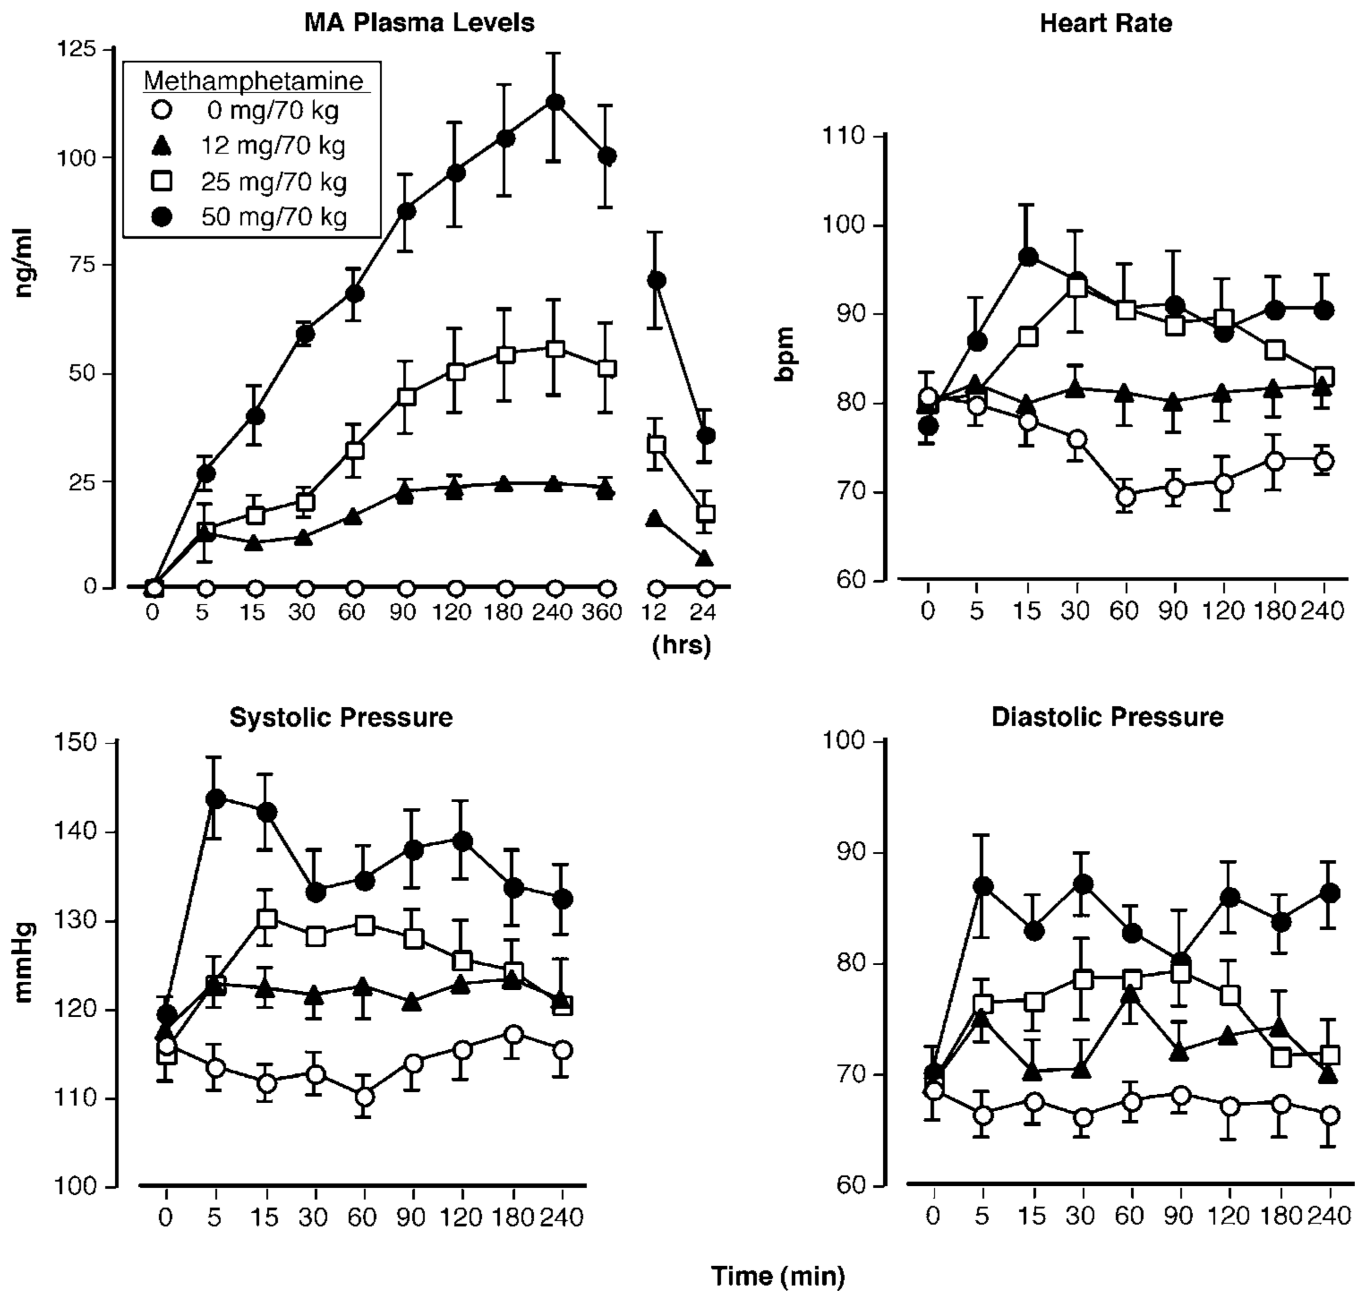 MA Plasma Levels
125
100
75
50
25
0
ng/ml
Methamphetamine
0 mg/70 kg
12 mg/70 kg
25 mg/70 kg
50 mg/70 kg
0 5 15 30 60 90 120 180 240 360 12 24
(hrs)
Heart Rate
110
100
90
80
70
60
bpm
0 5 15 30 60 90 120 180 240
Systolic Pressure
150
140
130
120
110
100
mmHg
0 5 15 30 60 90 120 180 240
Diastolic Pressure
100
90
80
70
60
0 5 15 30 60 90 120 180 240
Time (min)